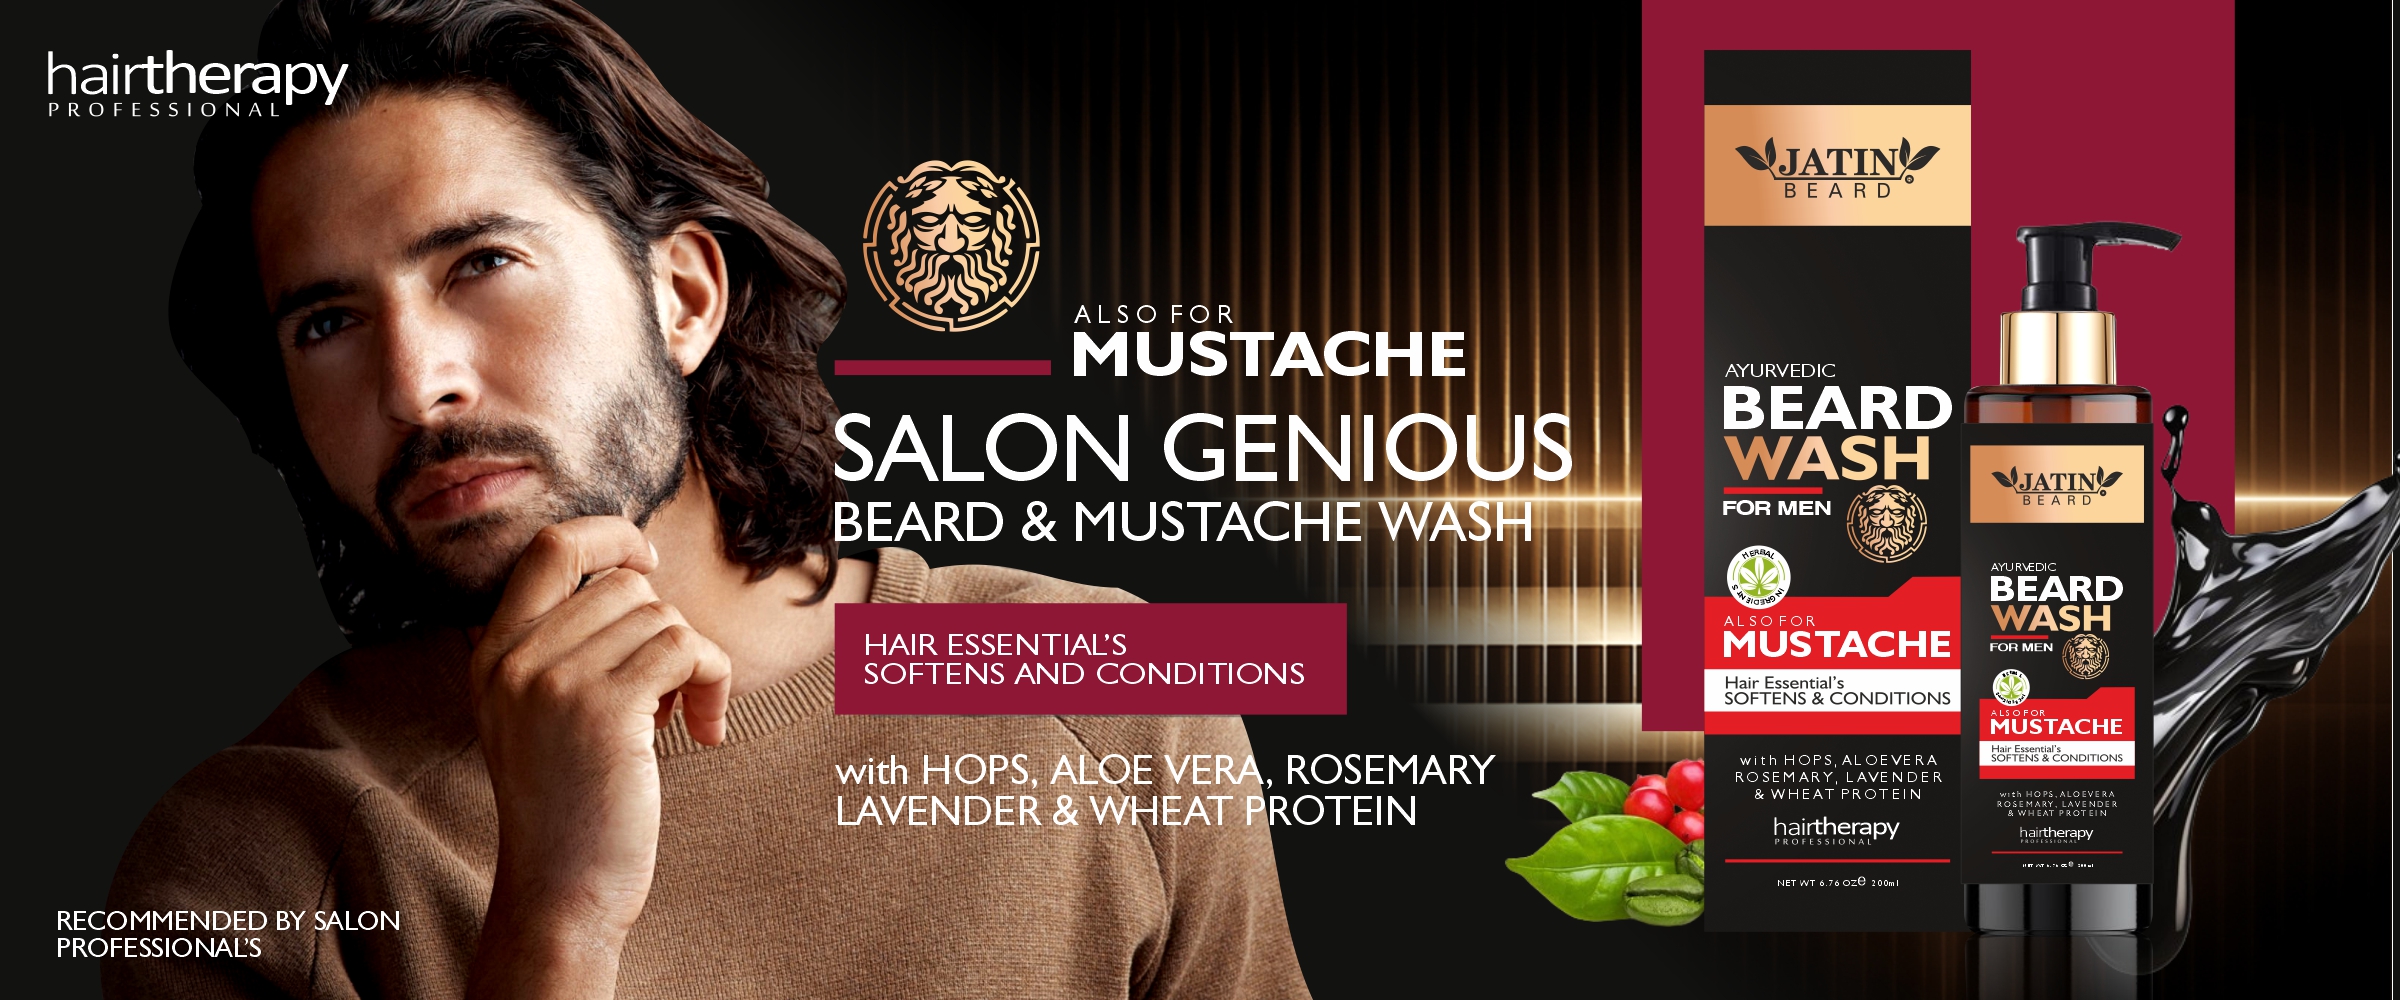 hairtherapy
PROFESSIONAL
ALSO FOR
MUSTACHE
SALON GENIOUS
BEARD & MUSTACHE WASH
HAIR ESSENTIAL'S
SOFTENS AND CONDITIONS
with HOPS, ALOE VERA, ROSEMARY
LAVENDER & WHEAT PROTEIN
RECOMMENDED BY SALON
PROFESSIONAL'S
JATIN
BEARD
AYURVEDIC
BEARD
WASH
FOR MEN
HERBAL
INGREDIENTS
ALSO FOR
MUSTACHE
Hair Essential's
SOFTENS & CONDITIONS
with HOPS, ALOEVERA
ROSEMARY, LAVENDER
& WHEAT PROTEIN
hairtherapy
PROFESSIONAL
NET WT 6.76 OZ e 200ml
JATIN
BEARD
AYURVEDIC
BEARD
WASH
FOR MEN
ALSO FOR
MUSTACHE
Hair Essential's
SOFTENS & CONDITIONS
with HOPS, ALOEVERA
ROSEMARY, LAVENDER
& WHEAT PROTEIN
hairtherapy
PROFESSIONAL